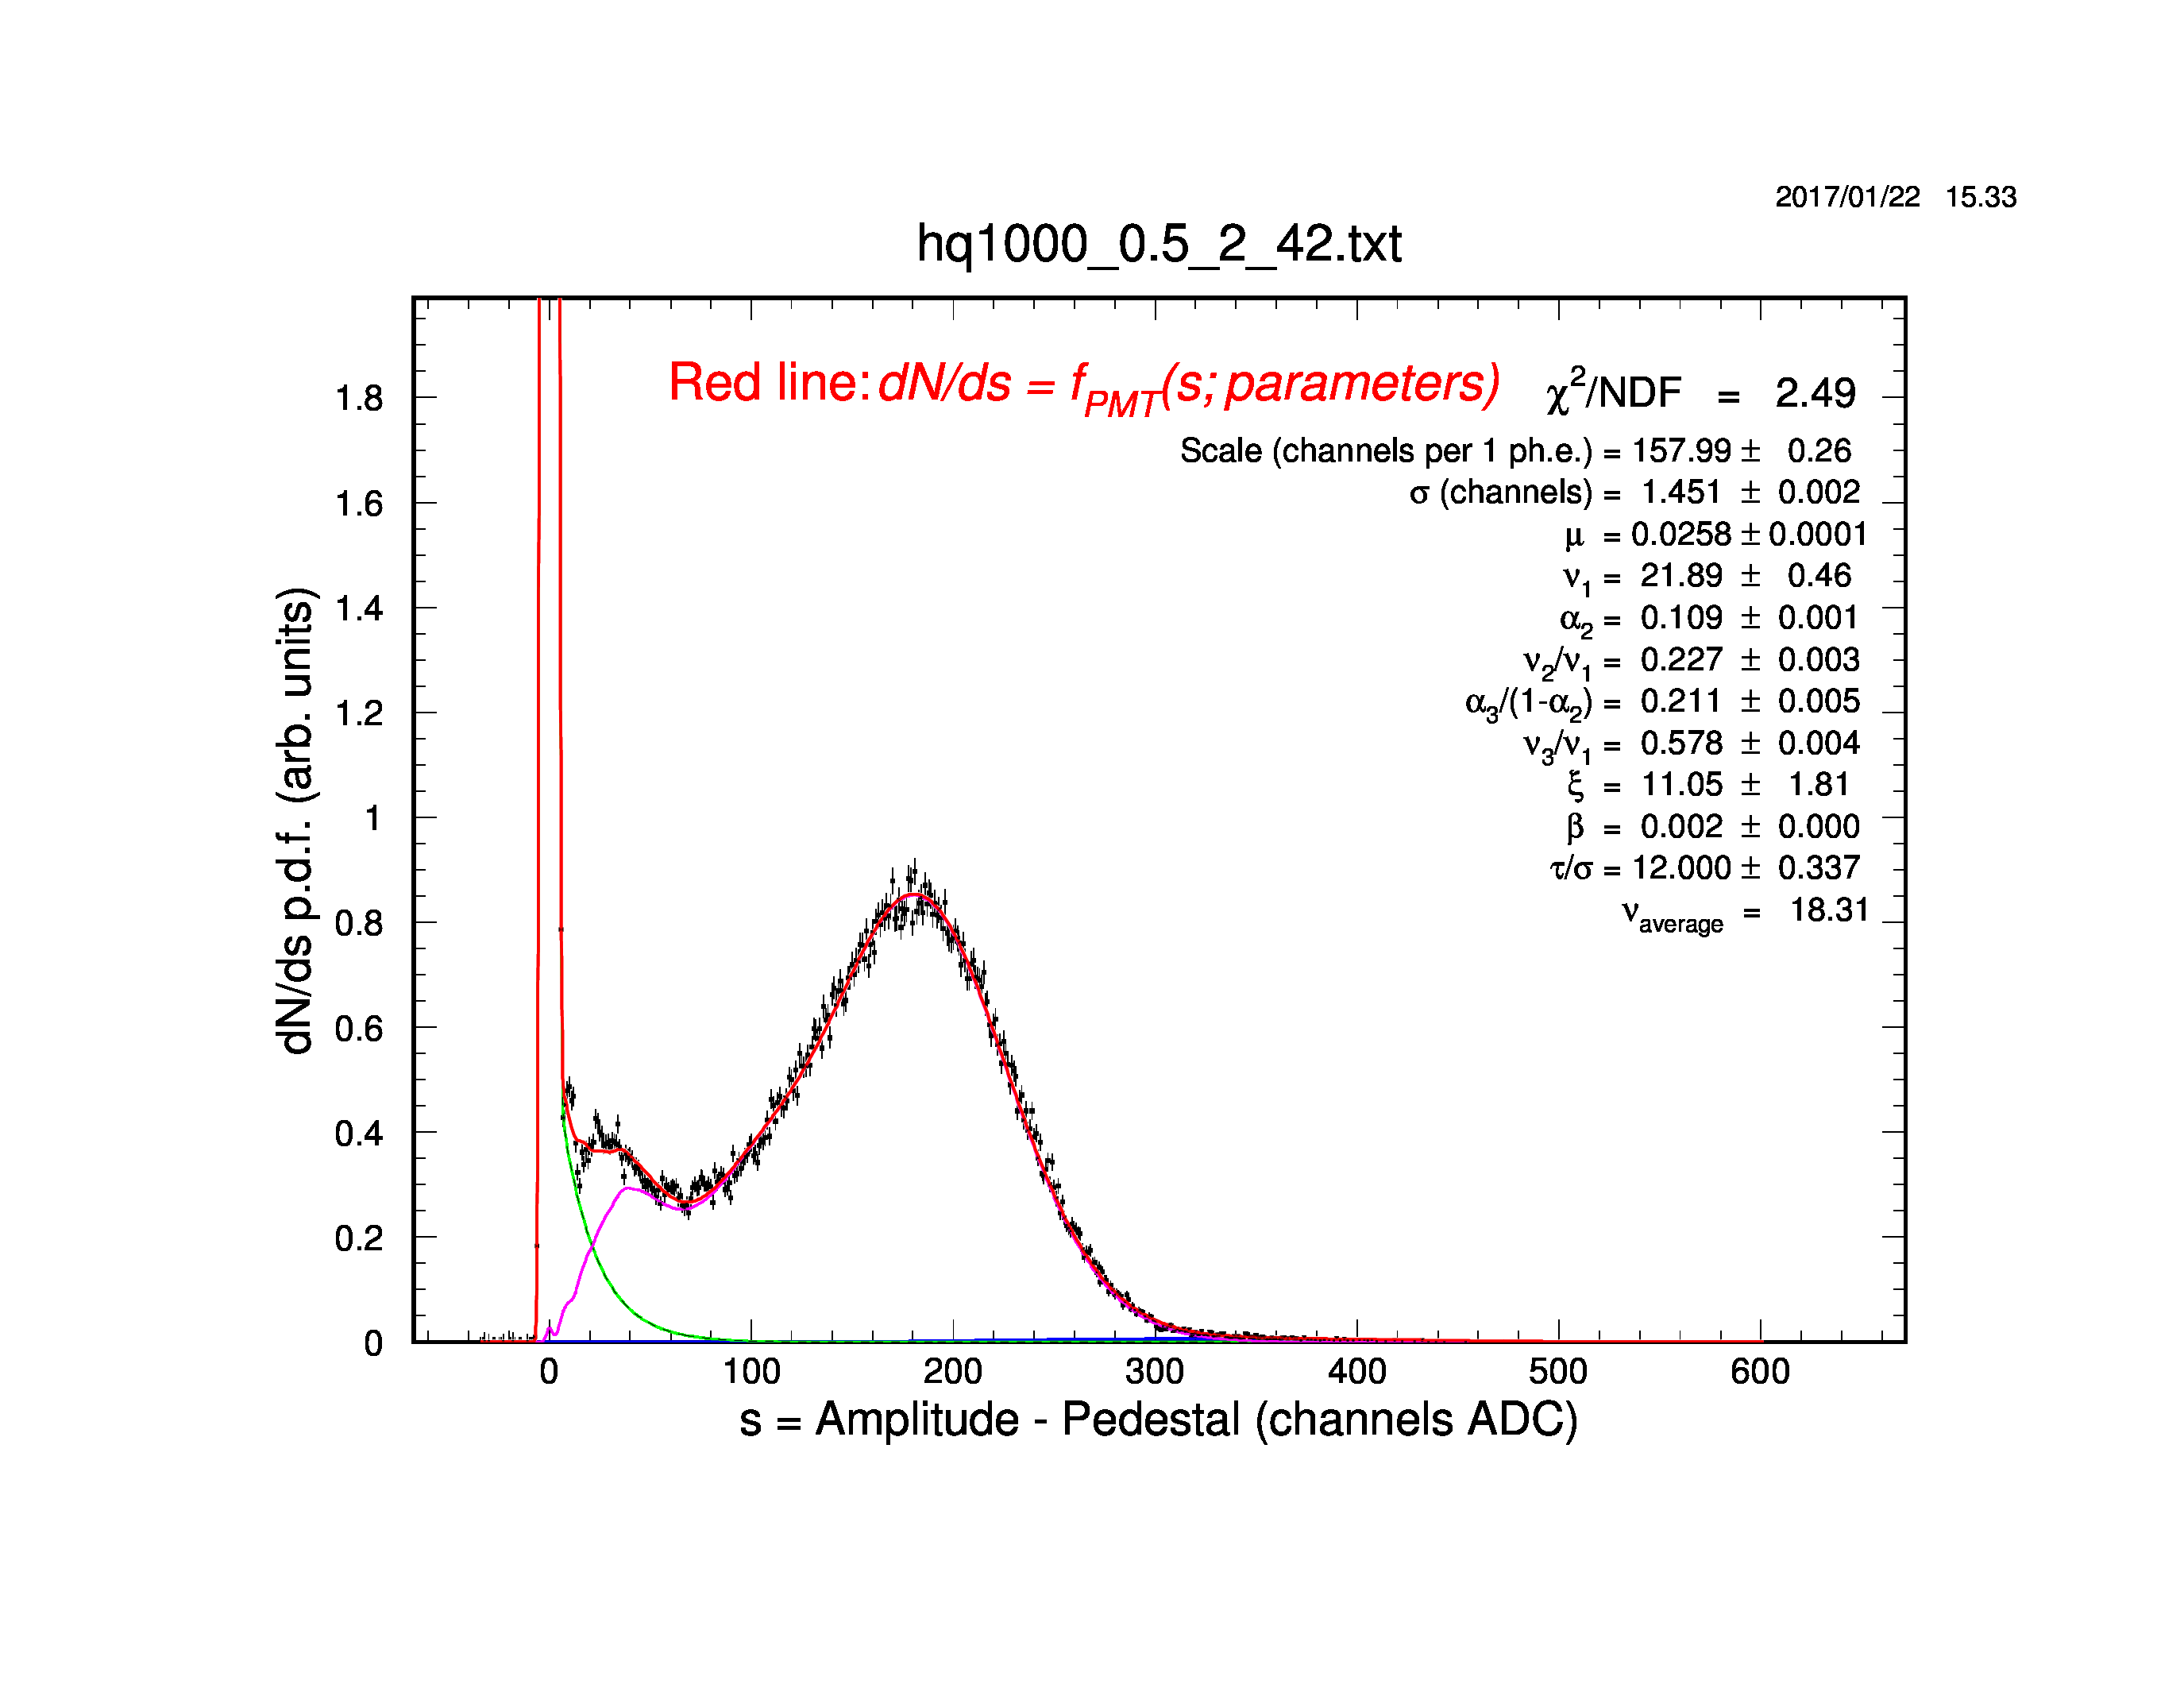 2017/01/22 15.33
hq1000_0.5_2_42.txt
Red line: dN/ds = f_PMT(s; parameters)
χ²/NDF = 2.49
Scale (channels per 1 ph.e.) = 157.99 ± 0.26
σ (channels) = 1.451 ± 0.002
μ = 0.0258 ± 0.0001
ν₁ = 21.89 ± 0.46
α₂ = 0.109 ± 0.001
ν₂/ν₁ = 0.227 ± 0.003
α₃/(1-α₂) = 0.211 ± 0.005
ν₃/ν₁ = 0.578 ± 0.004
ξ = 11.05 ± 1.81
β = 0.002 ± 0.000
τ/σ = 12.000 ± 0.337
ν_average = 18.31
dN/ds p.d.f. (arb. units)
1.8
1.6
1.4
1.2
1
0.8
0.6
0.4
0.2
0
0 100 200 300 400 500 600
s = Amplitude - Pedestal (channels ADC)